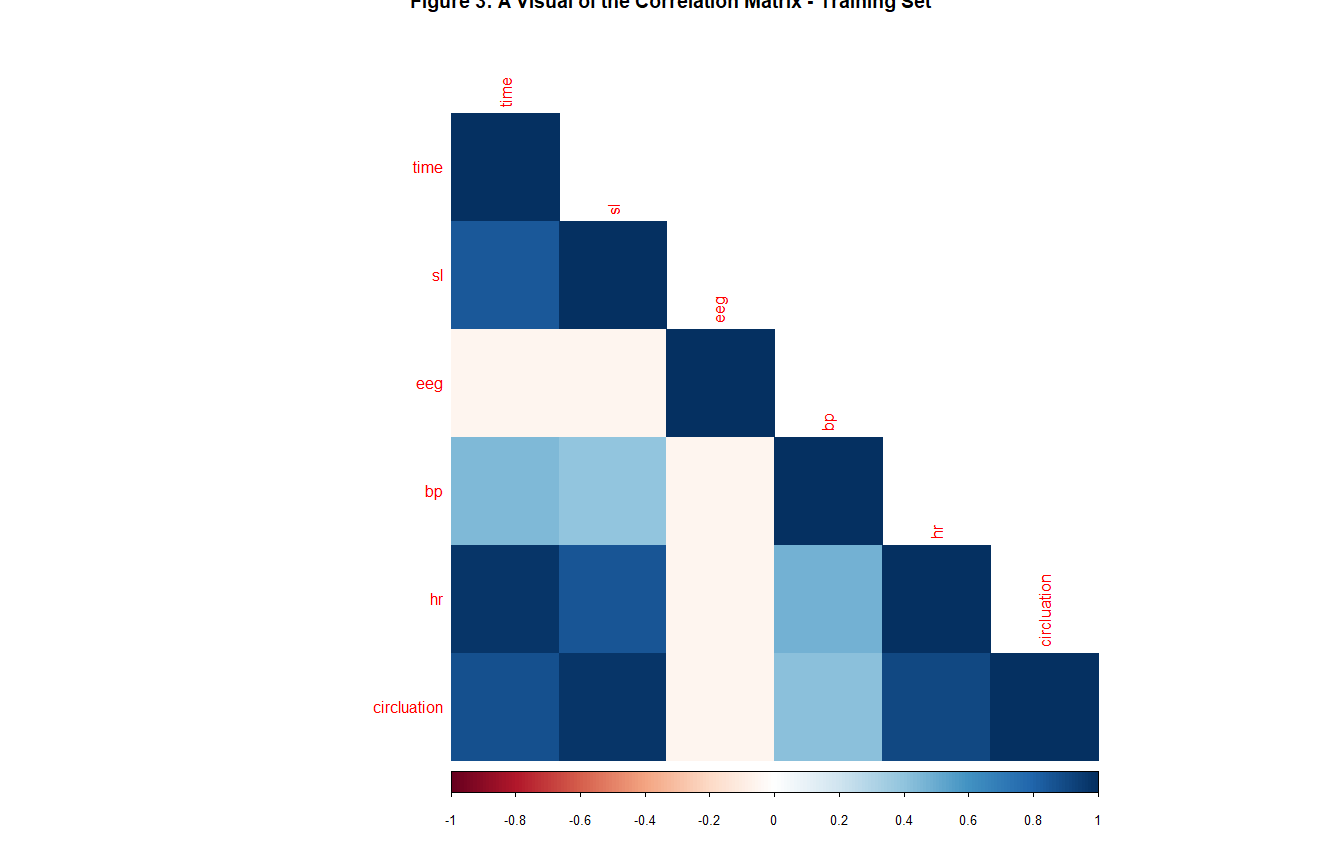 Figure 3: A Visual of the Correlation Matrix - Training Set
time
time
sl
sl
eeg
eeg
bp
bp
hr
hr
circluation
circluation
-1 -0.8 -0.6 -0.4 -0.2 0 0.2 0.4 0.6 0.8 1